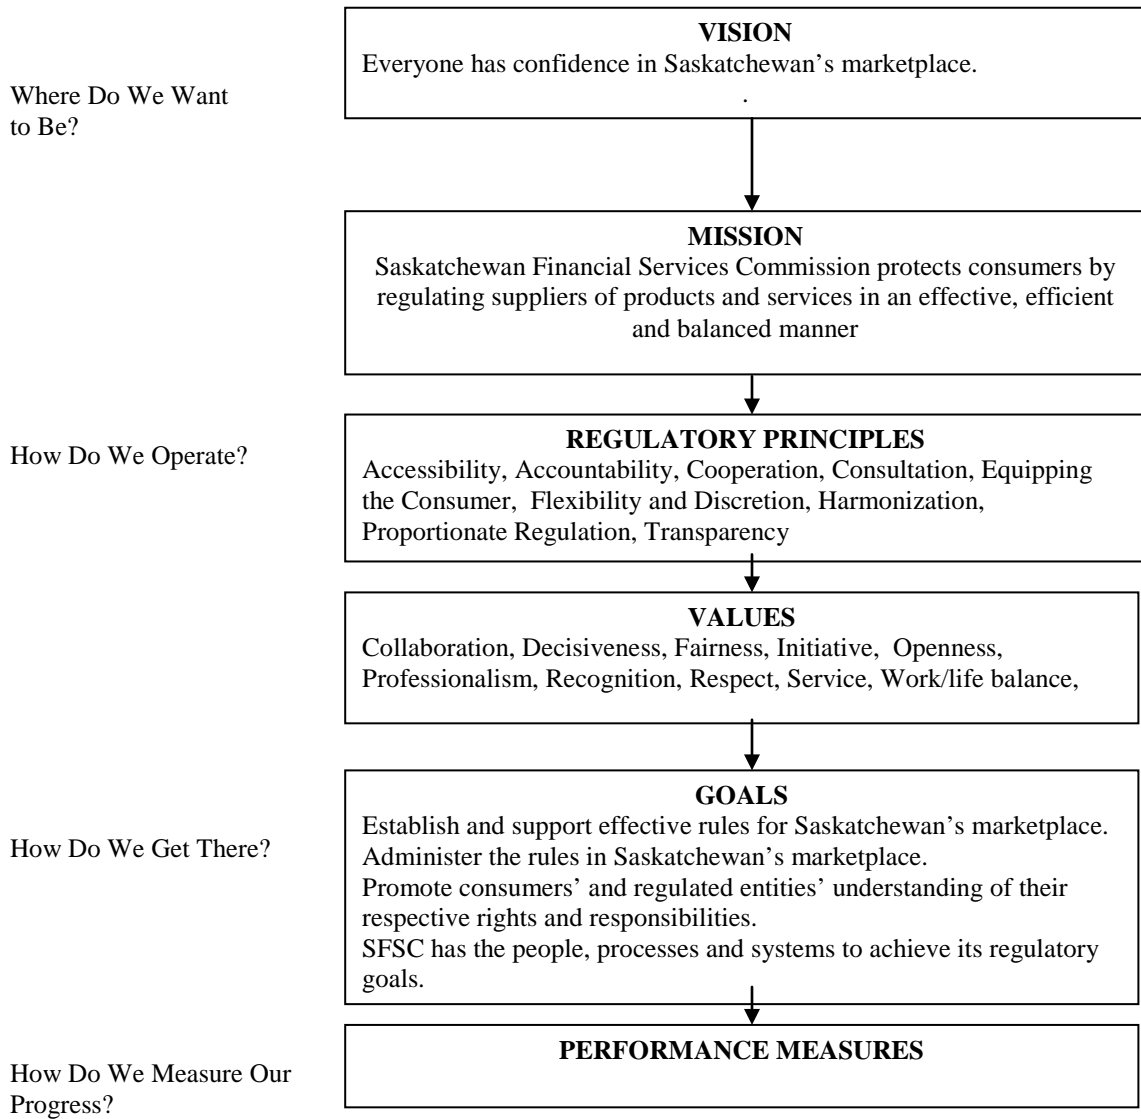 VISION
Everyone has confidence in Saskatchewan’s marketplace.
.
Where Do We Want
to Be?
MISSION
Saskatchewan Financial Services Commission protects consumers by
regulating suppliers of products and services in an effective, efficient
and balanced manner
How Do We Operate?
REGULATORY PRINCIPLES
Accessibility, Accountability, Cooperation, Consultation, Equipping
the Consumer,  Flexibility and Discretion, Harmonization,
Proportionate Regulation, Transparency
VALUES
Collaboration, Decisiveness, Fairness, Initiative,  Openness,
Professionalism, Recognition, Respect, Service, Work/life balance,
How Do We Get There?
GOALS
Establish and support effective rules for Saskatchewan’s marketplace.
Administer the rules in Saskatchewan’s marketplace.
Promote consumers’ and regulated entities’ understanding of their
respective rights and responsibilities.
SFSC has the people, processes and systems to achieve its regulatory
goals.
PERFORMANCE MEASURES
How Do We Measure Our
Progress?